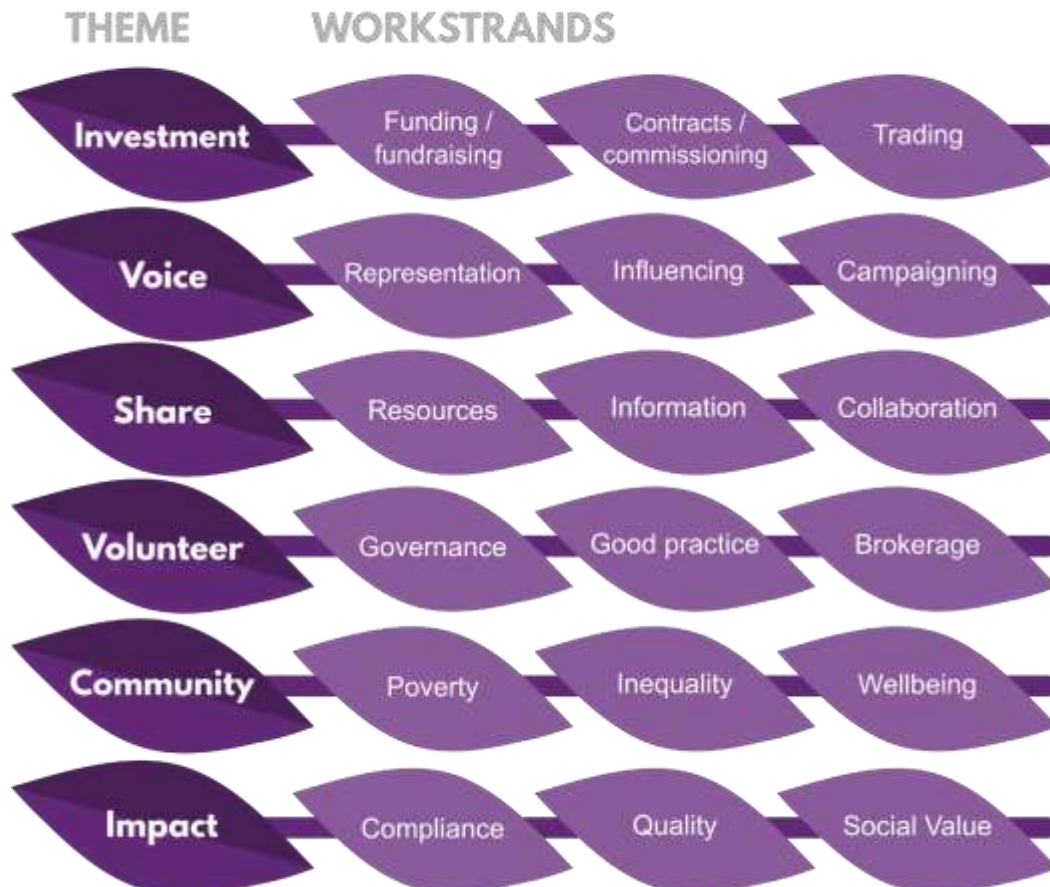 THEME WORKSTRANDS
Investment
Funding /
fundraising
Contracts /
commissioning
Trading
Voice
Representation
Influencing
Campaigning
Share
Resources
Information
Collaboration
Volunteer
Governance
Good practice
Brokerage
Community
Poverty
Inequality
Wellbeing
Impact
Compliance
Quality
Social Value